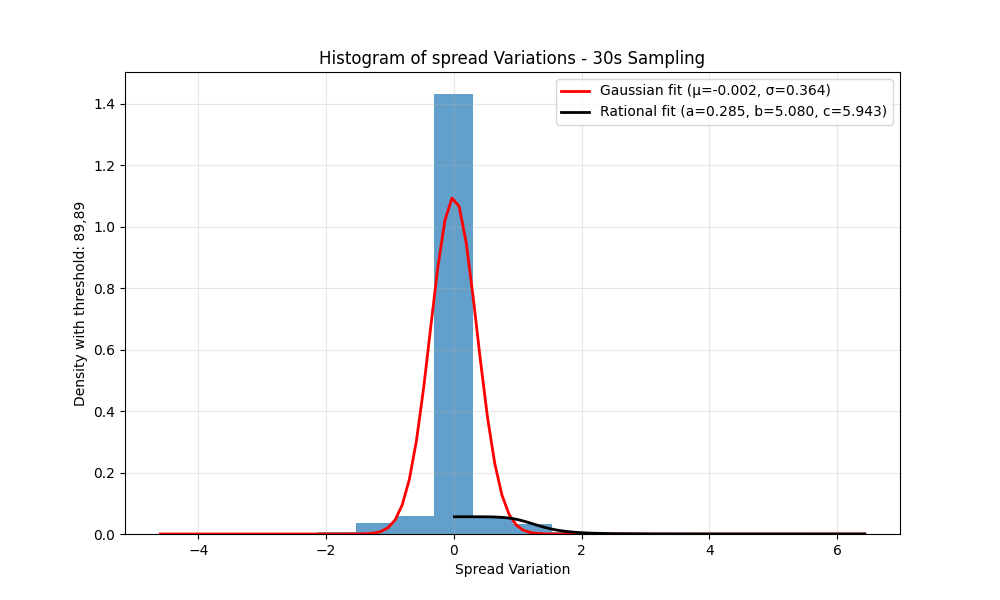 Histogram of spread Variations - 30s Sampling
Gaussian fit (μ=-0.002, σ=0.364)
Rational fit (a=0.285, b=5.080, c=5.943)
Density with threshold: 89,89
1.4
1.2
1.0
0.8
0.6
0.4
0.2
0.0
−4
−2
0
2
4
6
Spread Variation